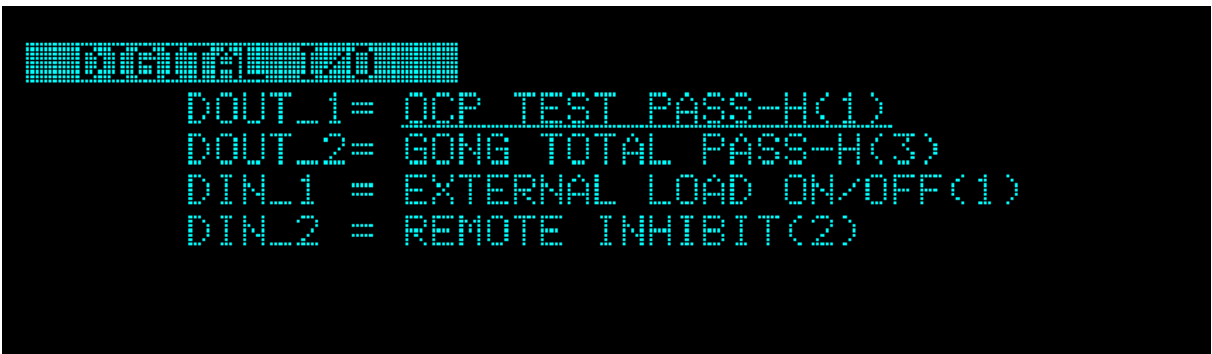 DIGITAL I/O
DOUT_1= OCP TEST PASS-H(1)
DOUT_2= GONG TOTAL PASS-H(3)
DIN_1 = EXTERNAL LOAD ON/OFF(1)
DIN_2 = REMOTE INHIBIT(2)